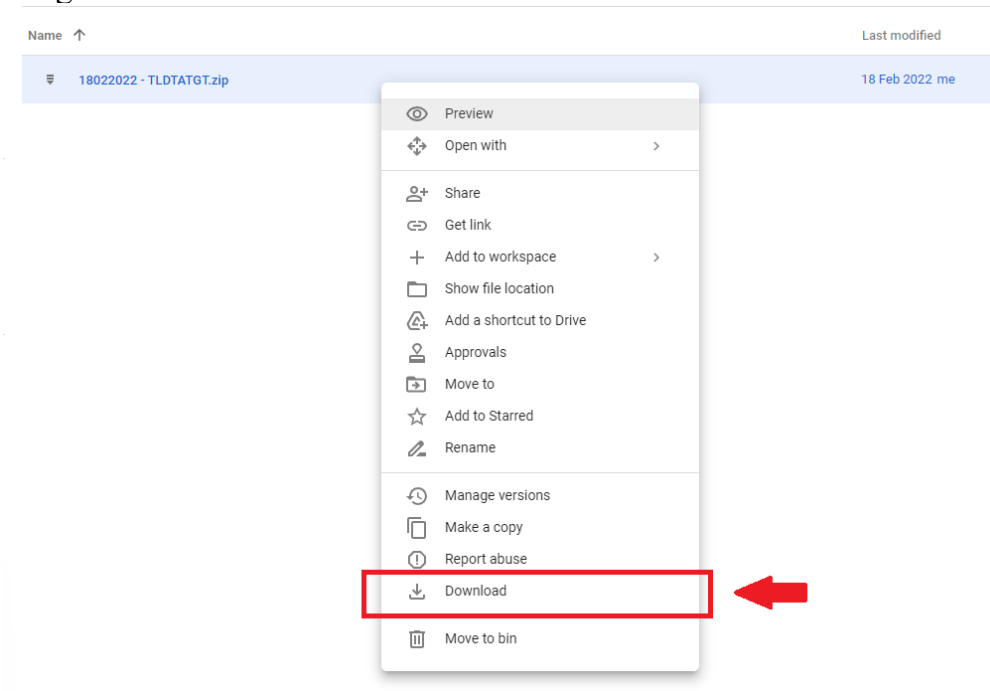 Name
Last modified
18022022 - TLDTATGT.zip
18 Feb 2022 me
Preview
Open with
Share
Get link
Add to workspace
Show file location
Add a shortcut to Drive
Approvals
Move to
Add to Starred
Rename
Manage versions
Make a copy
Report abuse
Download
Move to bin